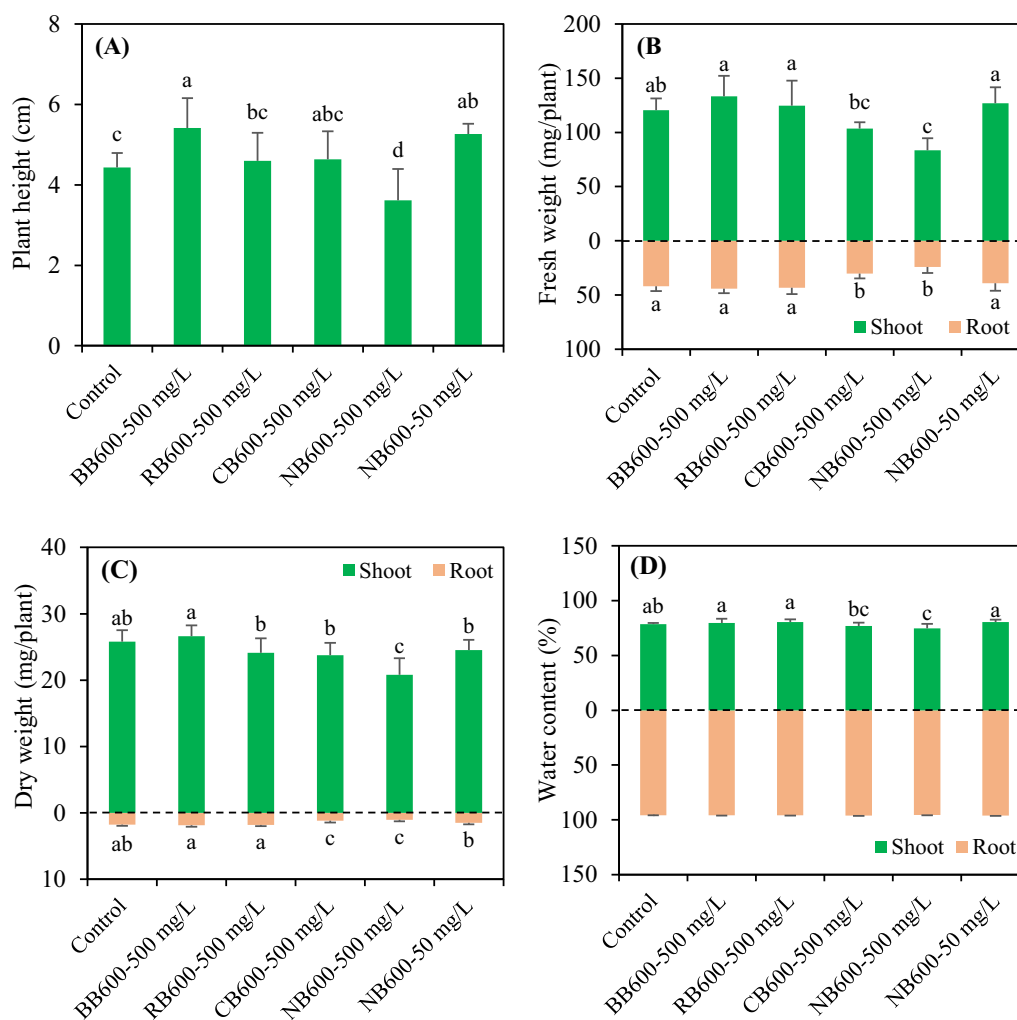 (A)
Plant height (cm)
8
6
4
2
0
c
a
bc
abc
d
ab
Control
BB600-500 mg/L
RB600-500 mg/L
CB600-500 mg/L
NB600-500 mg/L
NB600-50 mg/L
(B
Fresh weight (mg/plant)
200
150
100
50
0
50
100
ab
a
a
bc
c
a
a
a
a
b
b
a
Shoot Root
Control
BB600-500 mg/L
RB600-500 mg/L
CB600-500 mg/L
NB600-500 mg/L
NB600-50 mg/L
(C)
Dry weight (mg/plant)
40
30
20
10
0
10
Shoot Root
ab
a
b
b
c
b
ab
a
a
c
c
b
Control
BB600-500 mg/L
RB600-500 mg/L
CB600-500 mg/L
NB600-500 mg/L
NB600-50 mg/L
(D)
Water content (%)
150
100
50
0
50
100
150
ab
a
a
bc
c
a
Shoot Root
Control
BB600-500 mg/L
RB600-500 mg/L
CB600-500 mg/L
NB600-500 mg/L
NB600-50 mg/L